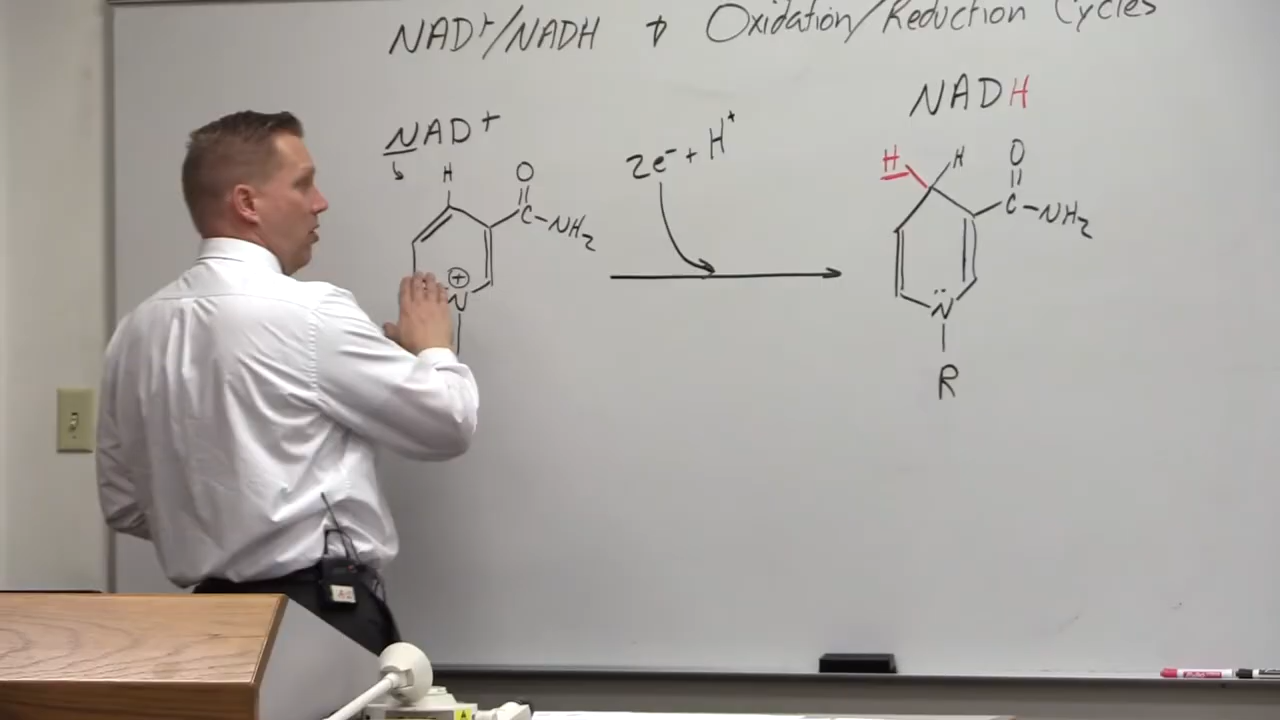 NAD⁺/NADH + Oxidation/Reduction Cycles
NAD⁺
H
O
C-NH₂
⊕
N
2e⁻ + H⁺
NADH
H
H
O
C-NH₂
N̈
R